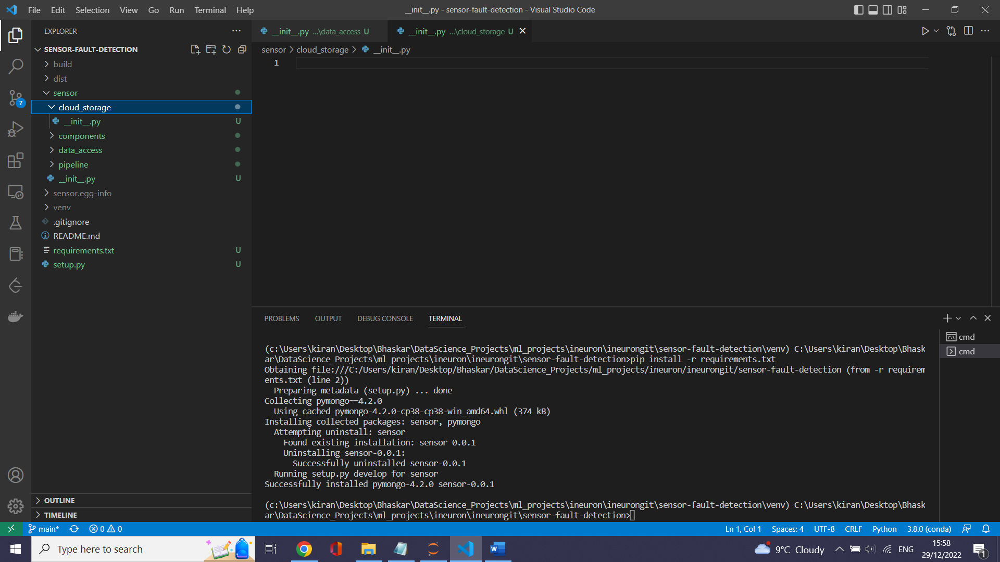 File Edit Selection View Go Run Terminal Help
__init__.py - sensor-fault-detection - Visual Studio Code
EXPLORER
SENSOR-FAULT-DETECTION
build
dist
sensor
cloud_storage
__init__.py U
components
data_access
pipeline
__init__.py U
sensor.egg-info
venv
.gitignore
README.md
requirements.txt U
setup.py U
OUTLINE
TIMELINE
7
__init__.py ...\data_access U
__init__.py ...\cloud_storage U
sensor > cloud_storage > __init__.py
1
PROBLEMS OUTPUT DEBUG CONSOLE TERMINAL
cmd
cmd
(c:\Users\kiran\Desktop\Bhaskar\DataScience_Projects\ml_projects\ineuron\ineurongit\sensor-fault-detection\venv) C:\Users\kiran\Desktop\Bhask
ar\DataScience_Projects\ml_projects\ineuron\ineurongit\sensor-fault-detection>pip install -r requirements.txt
Obtaining file:///C:/Users/kiran/Desktop/Bhaskar/DataScience_Projects/ml_projects/ineuron/ineurongit/sensor-fault-detection (from -r requirem
ents.txt (line 2))
Preparing metadata (setup.py) ... done
Collecting pymongo==4.2.0
Using cached pymongo-4.2.0-cp38-cp38-win_amd64.whl (374 kB)
Installing collected packages: sensor, pymongo
Attempting uninstall: sensor
Found existing installation: sensor 0.0.1
Uninstalling sensor-0.0.1:
Successfully uninstalled sensor-0.0.1
Running setup.py develop for sensor
Successfully installed pymongo-4.2.0 sensor-0.0.1
(c:\Users\kiran\Desktop\Bhaskar\DataScience_Projects\ml_projects\ineuron\ineurongit\sensor-fault-detection\venv) C:\Users\kiran\Desktop\Bhask
ar\DataScience_Projects\ml_projects\ineuron\ineurongit\sensor-fault-detection>
main* 0 0 Ln 1, Col 1 Spaces: 4 UTF-8 CRLF Python 3.8.0 (conda)
Type here to search
9°C Cloudy
ENG
15:58
29/12/2022
1